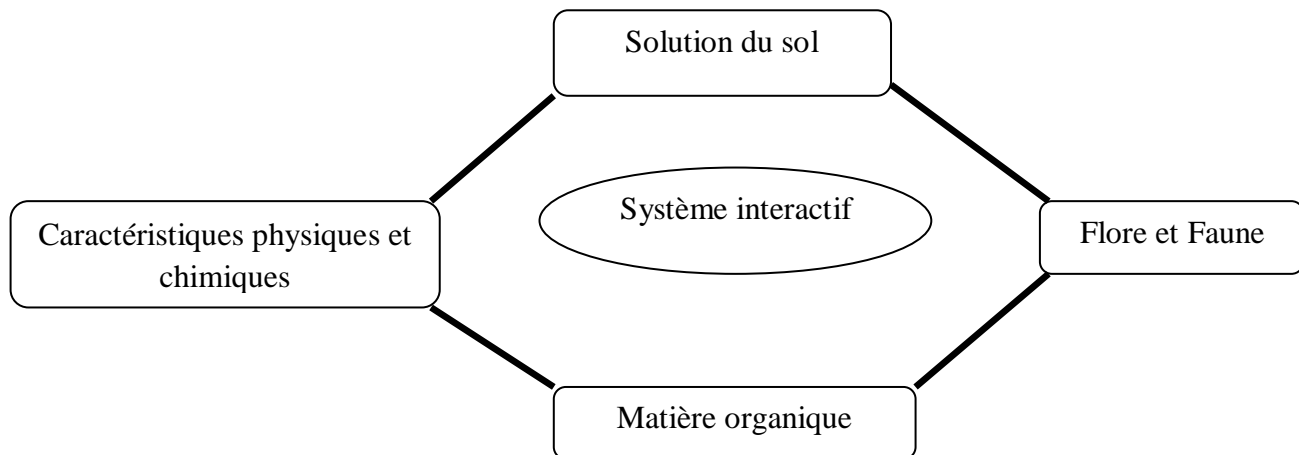 Solution du sol
Système interactif
Caractéristiques physiques et
chimiques
Flore et Faune
Matière organique